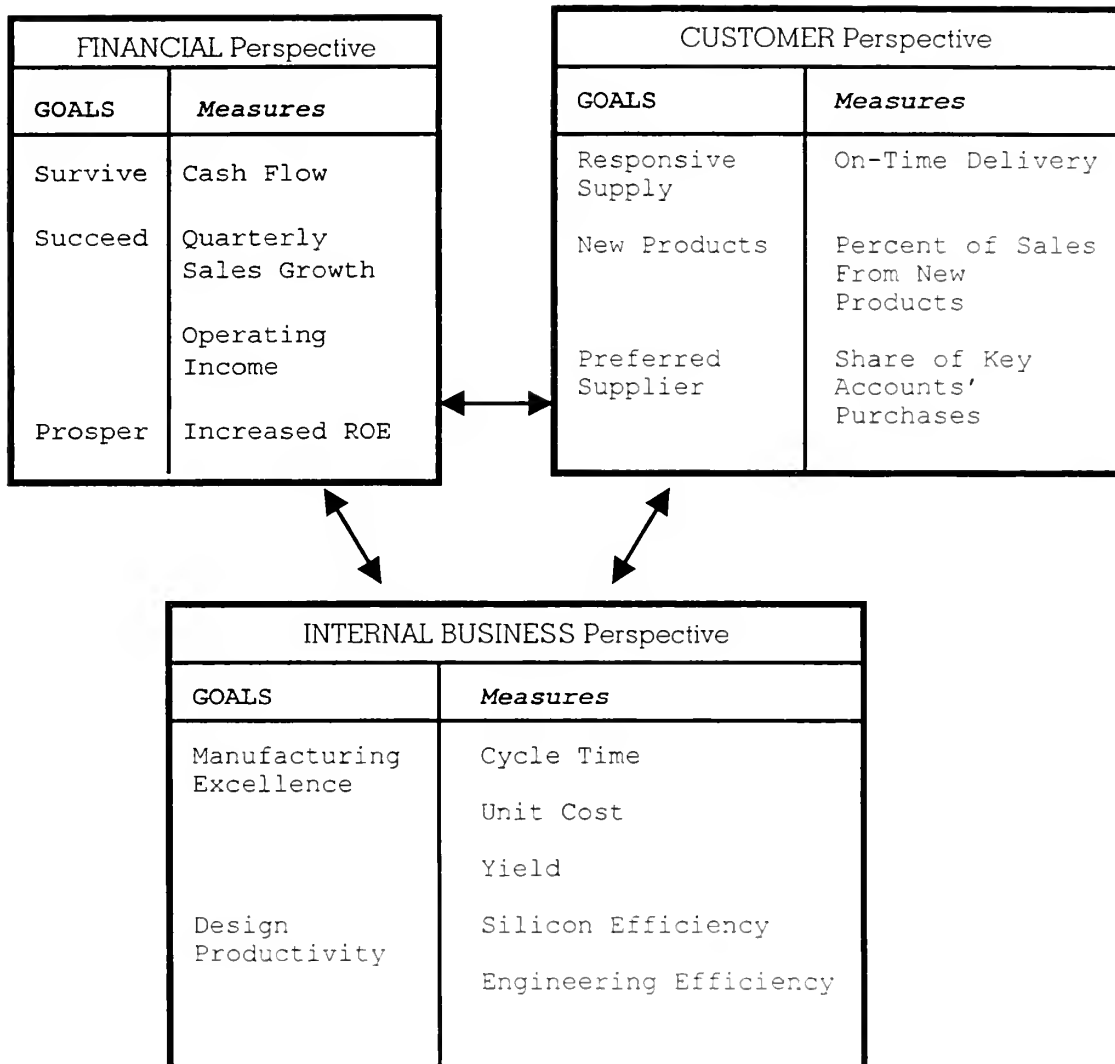 FINANCIAL Perspective
GOALS Measures
Survive Cash Flow
Succeed Quarterly
Sales Growth
Operating
Income
Prosper Increased ROE
CUSTOMER Perspective
GOALS Measures
Responsive On-Time Delivery
Supply
New Products Percent of Sales
From New
Products
Preferred Share of Key
Supplier Accounts'
Purchases
INTERNAL BUSINESS Perspective
GOALS Measures
Manufacturing Cycle Time
Excellence
Unit Cost
Yield
Design Silicon Efficiency
Productivity
Engineering Efficiency